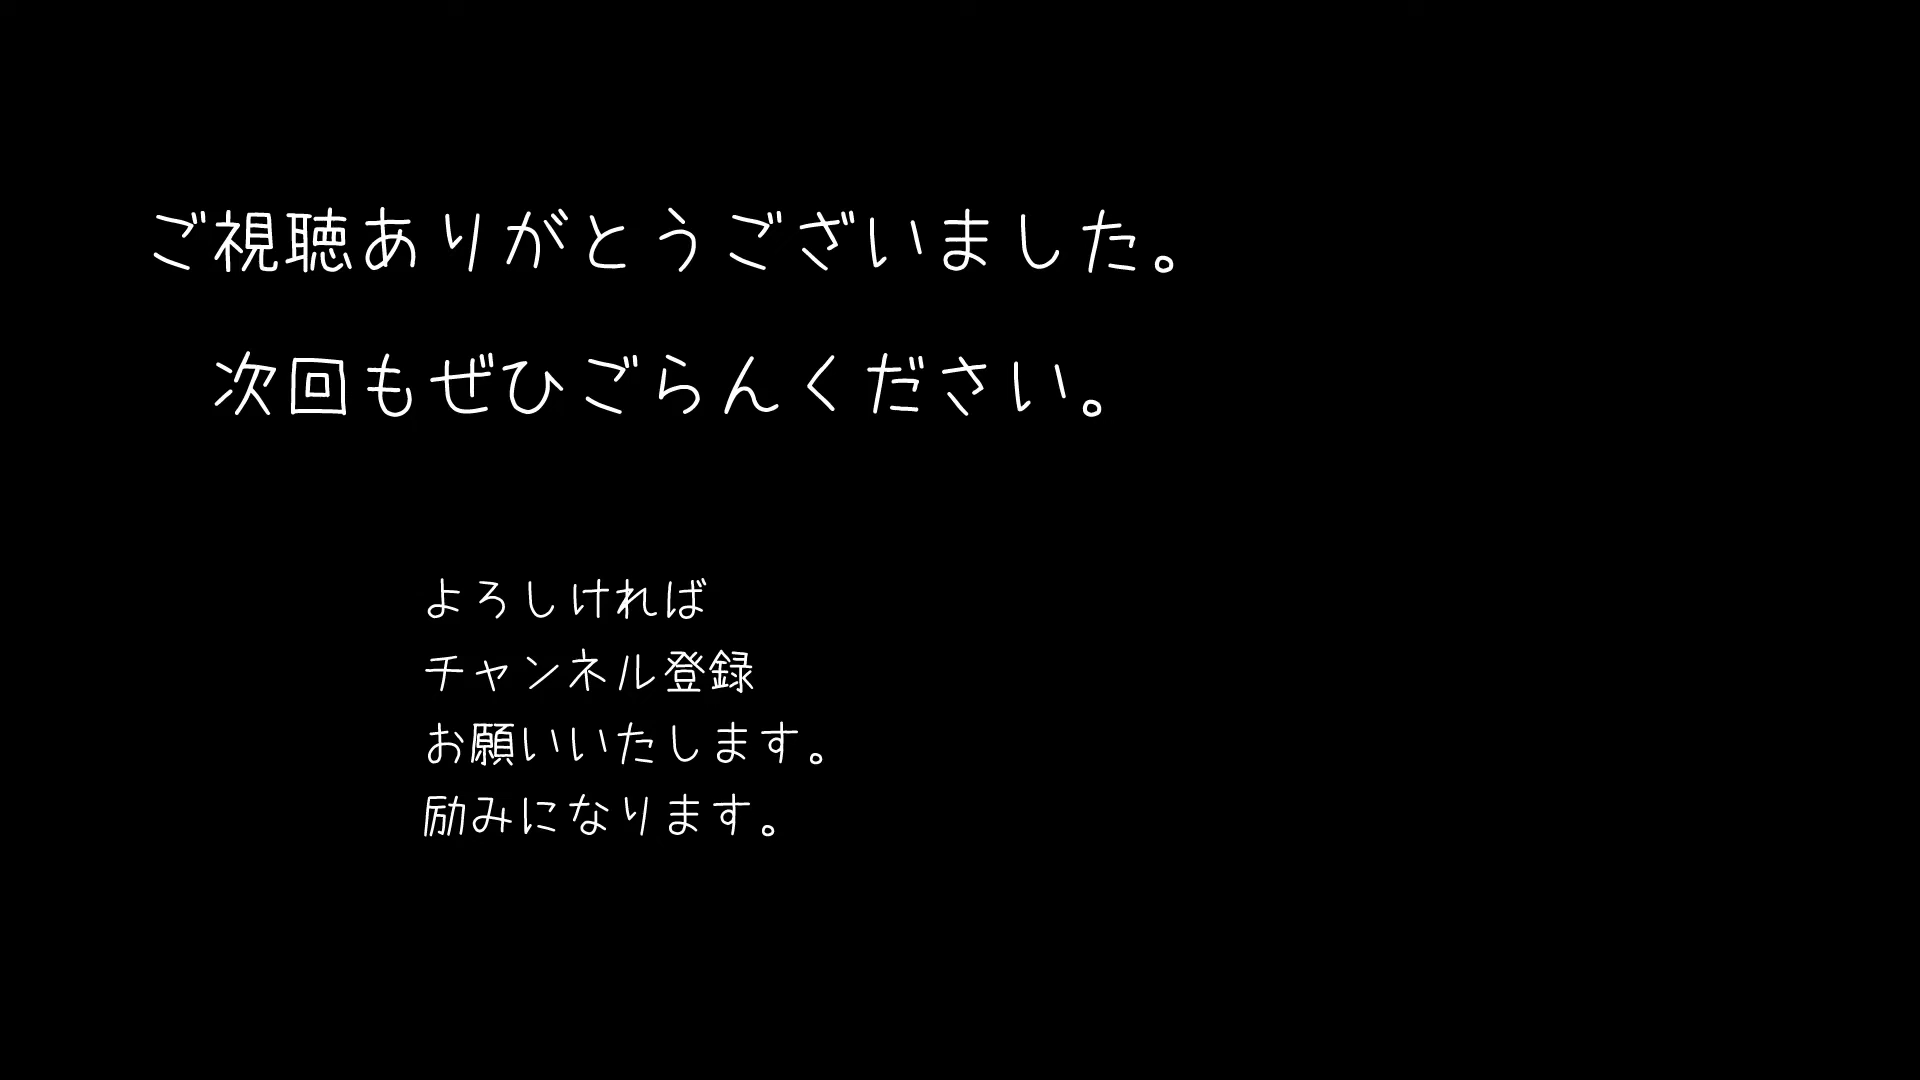 ご視聴ありがとうございました。
次回もぜひごらんください。
よろしければ
チャンネル登録
お願いいたします。
励みになります。